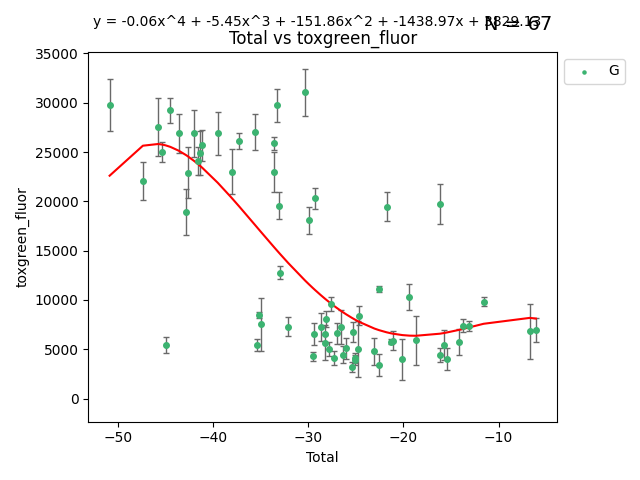 y = -0.06x^4 + -5.45x^3 + -151.86x^2 + -1438.97x + 3829.13
N = 67
Total vs toxgreen_fluor
G
toxgreen_fluor
35000
30000
25000
20000
15000
10000
5000
0
−50 −40 −30 −20 −10
Total